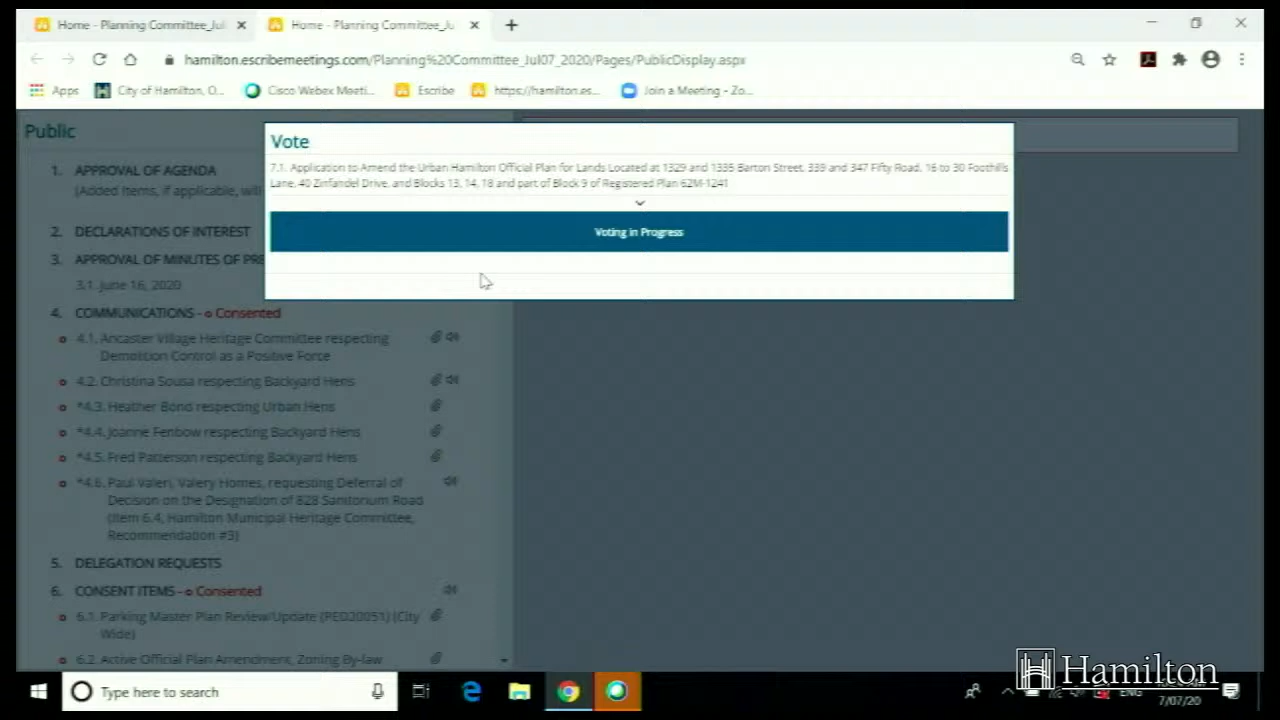 Home - Planning Committee_Jul
Home - Planning Committee_Ju
hamilton.escribemeetings.com/Planning%20Committee_Jul07_2020/Pages/PublicDisplay.aspx
Apps
City of Hamilton, O...
Cisco Webex Meeti...
Escribe
https://hamilton.es...
Join a Meeting - Zo...
Public
Vote
7.1. Application to Amend the Urban Hamilton Official Plan for Lands Located at 1329 and 1335 Barton Street, 339 and 347 Fifty Road, 16 to 30 Foothills
Lane, 40 Zinfandel Drive, and Blocks 13, 14, 18 and part of Block 9 of Registered Plan 62M-1241
Voting in Progress
1. APPROVAL OF AGENDA
(Added Items, if applicable, will
2. DECLARATIONS OF INTEREST
3. APPROVAL OF MINUTES OF PRE
3.1. June 16, 2020
4. COMMUNICATIONS - Consented
4.1. Ancaster Village Heritage Committee respecting
Demolition Control as a Positive Force
4.2. Christina Sousa respecting Backyard Hens
*4.3. Heather Bond respecting Urban Hens
*4.4. Joanne Fenbow respecting Backyard Hens
*4.5. Fred Patterson respecting Backyard Hens
*4.6. Paul Valeri, Valery Homes, requesting Deferral of
Decision on the Designation of 828 Sanitorium Road
(Item 6.4, Hamilton Municipal Heritage Committee,
Recommendation #3)
5. DELEGATION REQUESTS
6. CONSENT ITEMS - Consented
6.1. Parking Master Plan Review/Update (PED20051) (City
Wide)
6.2. Active Official Plan Amendment, Zoning By-law
Hamilton
Type here to search
ENG
7/07/20